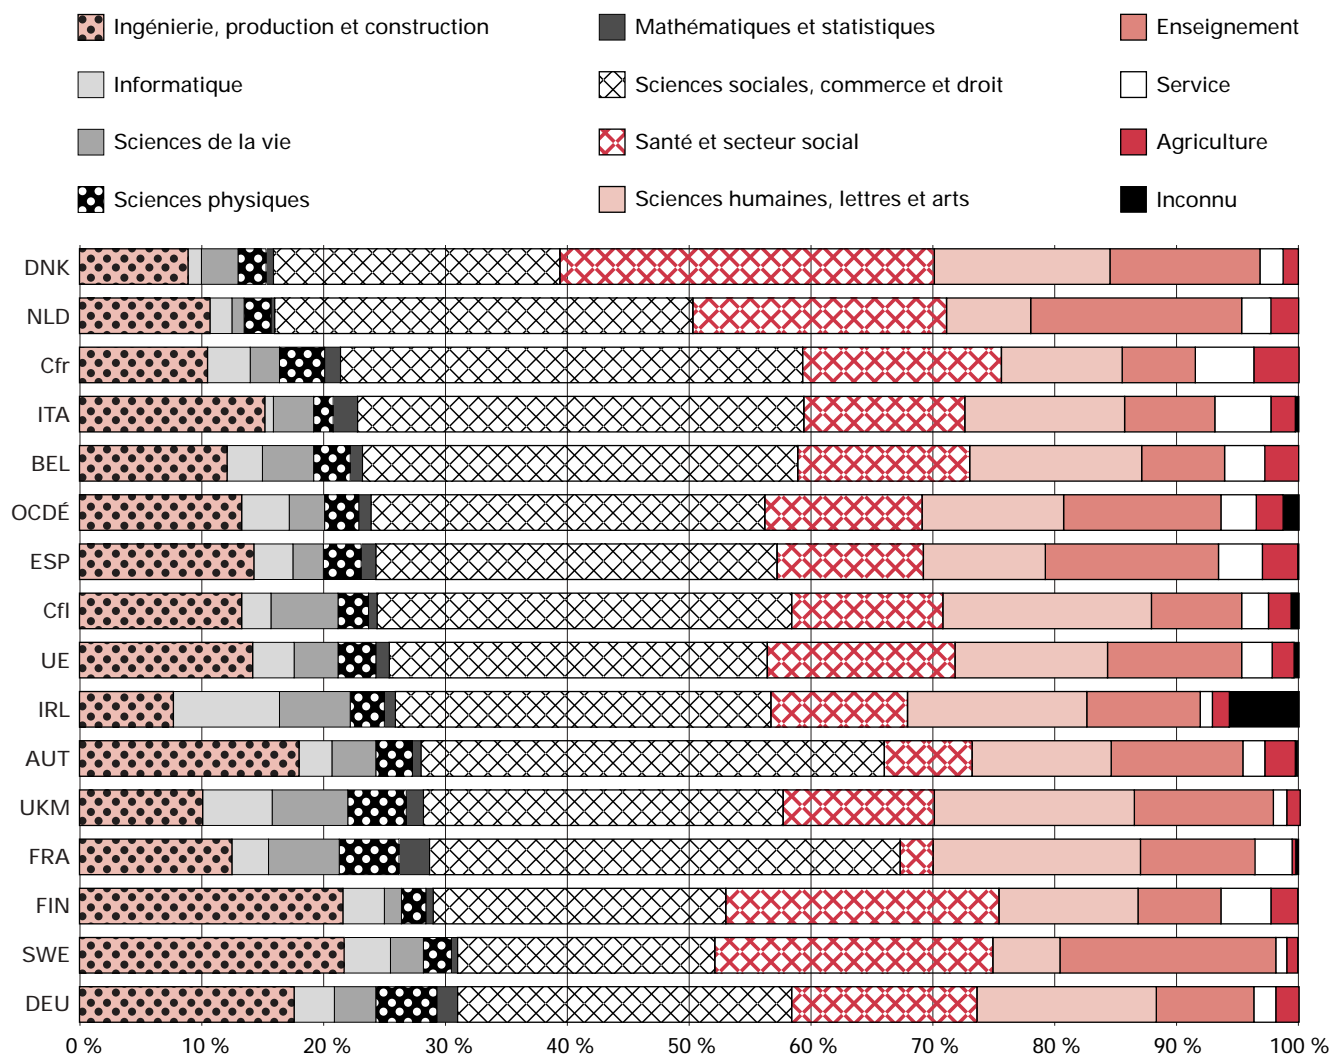 Ingénierie, production et construction
Mathématiques et statistiques
Enseignement
Informatique
Sciences sociales, commerce et droit
Service
Sciences de la vie
Santé et secteur social
Agriculture
Sciences physiques
Sciences humaines, lettres et arts
Inconnu
DNK
NLD
Cfr
ITA
BEL
OCDÉ
ESP
Cfl
UE
IRL
AUT
UKM
FRA
FIN
SWE
DEU
0 % 10 % 20 % 30 % 40 % 50 % 60 % 70 % 80 % 90 % 100 %